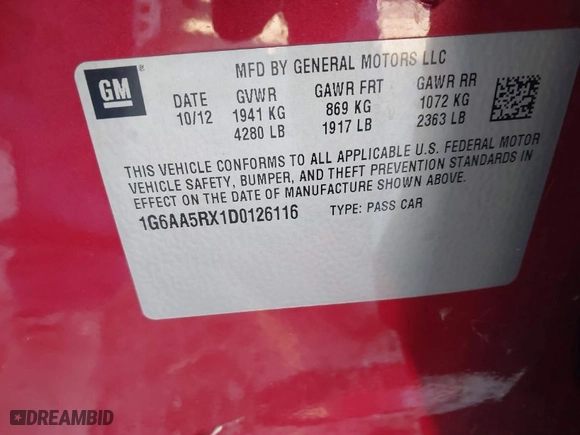 GM
MFD BY GENERAL MOTORS LLC
DATE GVWR GAWR FRT GAWR RR
10/12 1941 KG 869 KG 1072 KG
4280 LB 1917 LB 2363 LB
THIS VEHICLE CONFORMS TO ALL APPLICABLE U.S. FEDERAL MOTOR
VEHICLE SAFETY, BUMPER, AND THEFT PREVENTION STANDARDS IN
EFFECT ON THE DATE OF MANUFACTURE SHOWN ABOVE.
1G6AA5RX1D0126116 TYPE: PASS CAR
DREAMBID